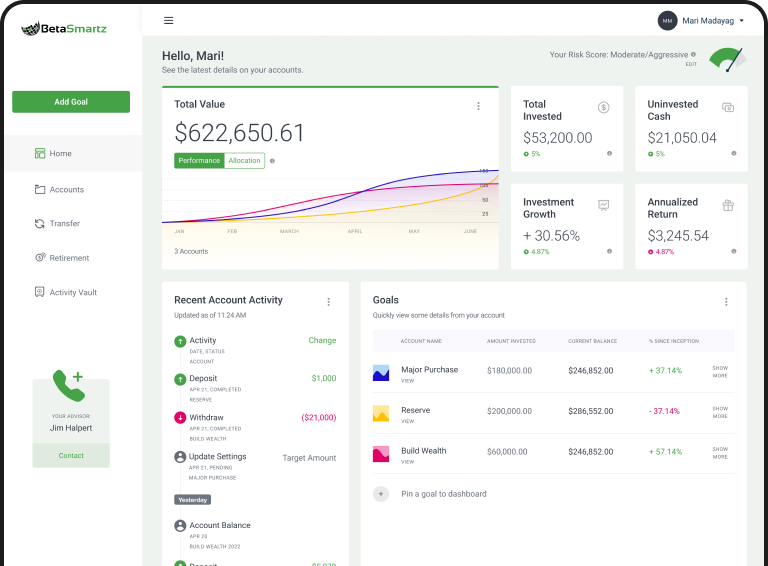 BetaSmartz
MM
Mari Madayag
Hello, Mari!
See the latest details on your accounts.
Your Risk Score: Moderate/Aggressive
EDIT
Add Goal
Home
Accounts
Transfer
Retirement
Activity Vault
YOUR ADVISOR:
Jim Halpert
Contact
Total Value
$622,650.61
Performance
Allocation
100
50
25
JAN
FEB
MARCH
APRIL
MAY
JUNE
3 Accounts
Total
Invested
$53,200.00
5%
Uninvested
Cash
$21,050.04
5%
Investment
Growth
+ 30.56%
4.87%
Annualized
Return
$3,245.54
4.87%
Recent Account Activity
Updated as of 11:24 AM
Activity
Change
DATE, STATUS
ACCOUNT
Deposit
$1,000
APR 21, COMPLETED
RESERVE
Withdraw
($21,000)
APR 21, COMPLETED
BUILD WEALTH
Update Settings
Target Amount
APR 21, PENDING
MAJOR PURCHASE
Yesterday
Account Balance
APR 20
BUILD WEALTH 2022
Goals
Quickly view some details from your account
ACCOUNT NAME
AMOUNT INVESTED
CURRENT BALANCE
% SINCE INCEPTION
Major Purchase
VIEW
$180,000.00
$246,852.00
+ 37.14%
SHOW
MORE
Reserve
VIEW
$200,000.00
$286,552.00
- 37.14%
SHOW
MORE
Build Wealth
VIEW
$60,000.00
$246,852.00
+ 57.14%
SHOW
MORE
+
Pin a goal to dashboard